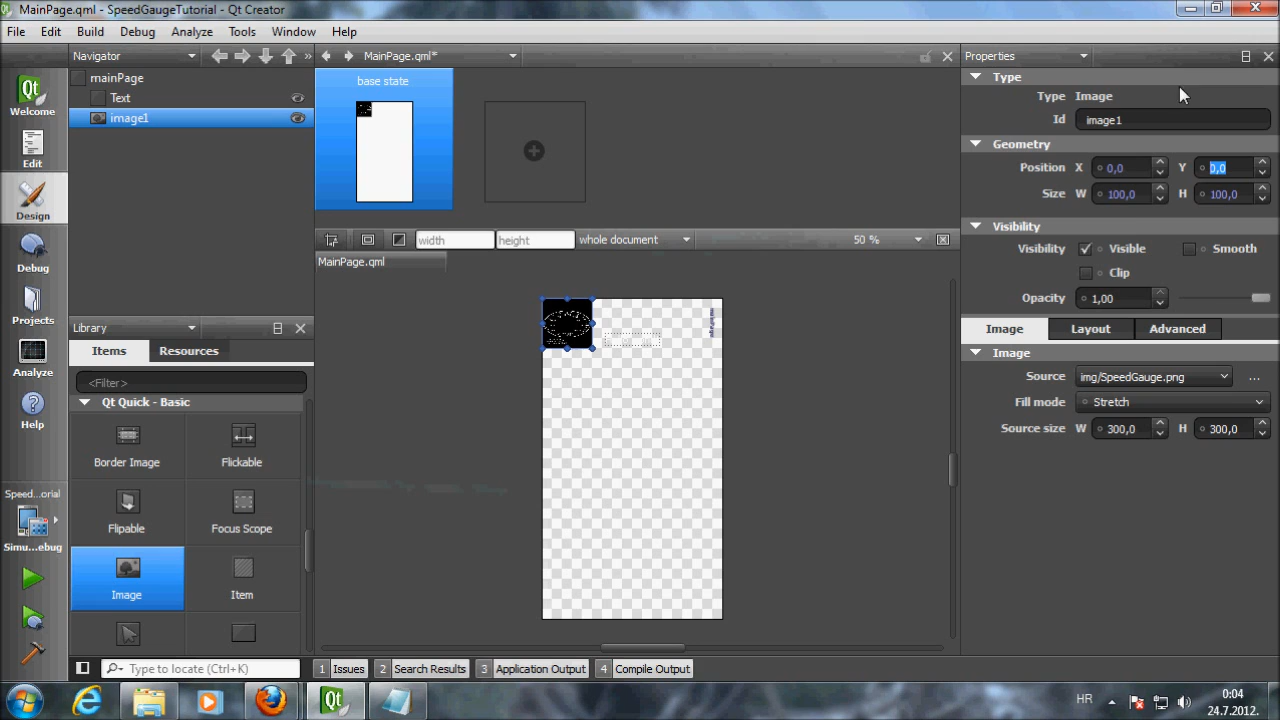 MainPage.qml - SpeedGaugeTutorial - Qt Creator
File Edit Build Debug Analyze Tools Window Help
Navigator
MainPage.qml*
Properties
Welcome
Edit
Design
Debug
Projects
Analyze
Help
Speed...orial
Simu...ebug
mainPage
Text
image1
Library
Items Resources
<Filter>
Qt Quick - Basic
Border Image
Flickable
Flipable
Focus Scope
Image
Item
base state
width height whole document 50 %
MainPage.qml
Type
Type Image
Id image1
Geometry
Position X 0,0 Y 0,0
Size W 100,0 H 100,0
Visibility
Visibility Visible Smooth
Clip
Opacity 1,00
Image Layout Advanced
Image
Source img/SpeedGauge.png ...
Fill mode Stretch
Source size W 300,0 H 300,0
Type to locate (Ctrl+K) 1 Issues 2 Search Results 3 Application Output 4 Compile Output
HR
0:04
24.7.2012.